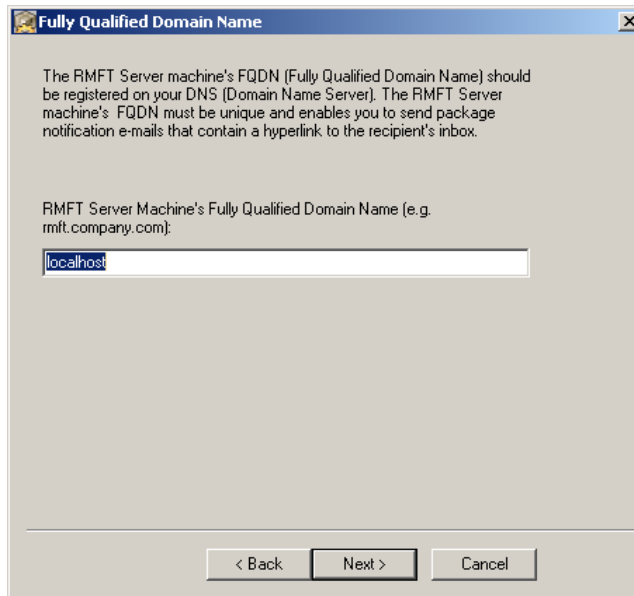 Fully Qualified Domain Name
The RMFT Server machine's FQDN (Fully Qualified Domain Name) should
be registered on your DNS (Domain Name Server). The RMFT Server
machine's  FQDN must be unique and enables you to send package
notification e-mails that contain a hyperlink to the recipient's inbox.
RMFT Server Machine's Fully Qualified Domain Name (e.g.
rmft.company.com):
localhost
< Back
Next >
Cancel